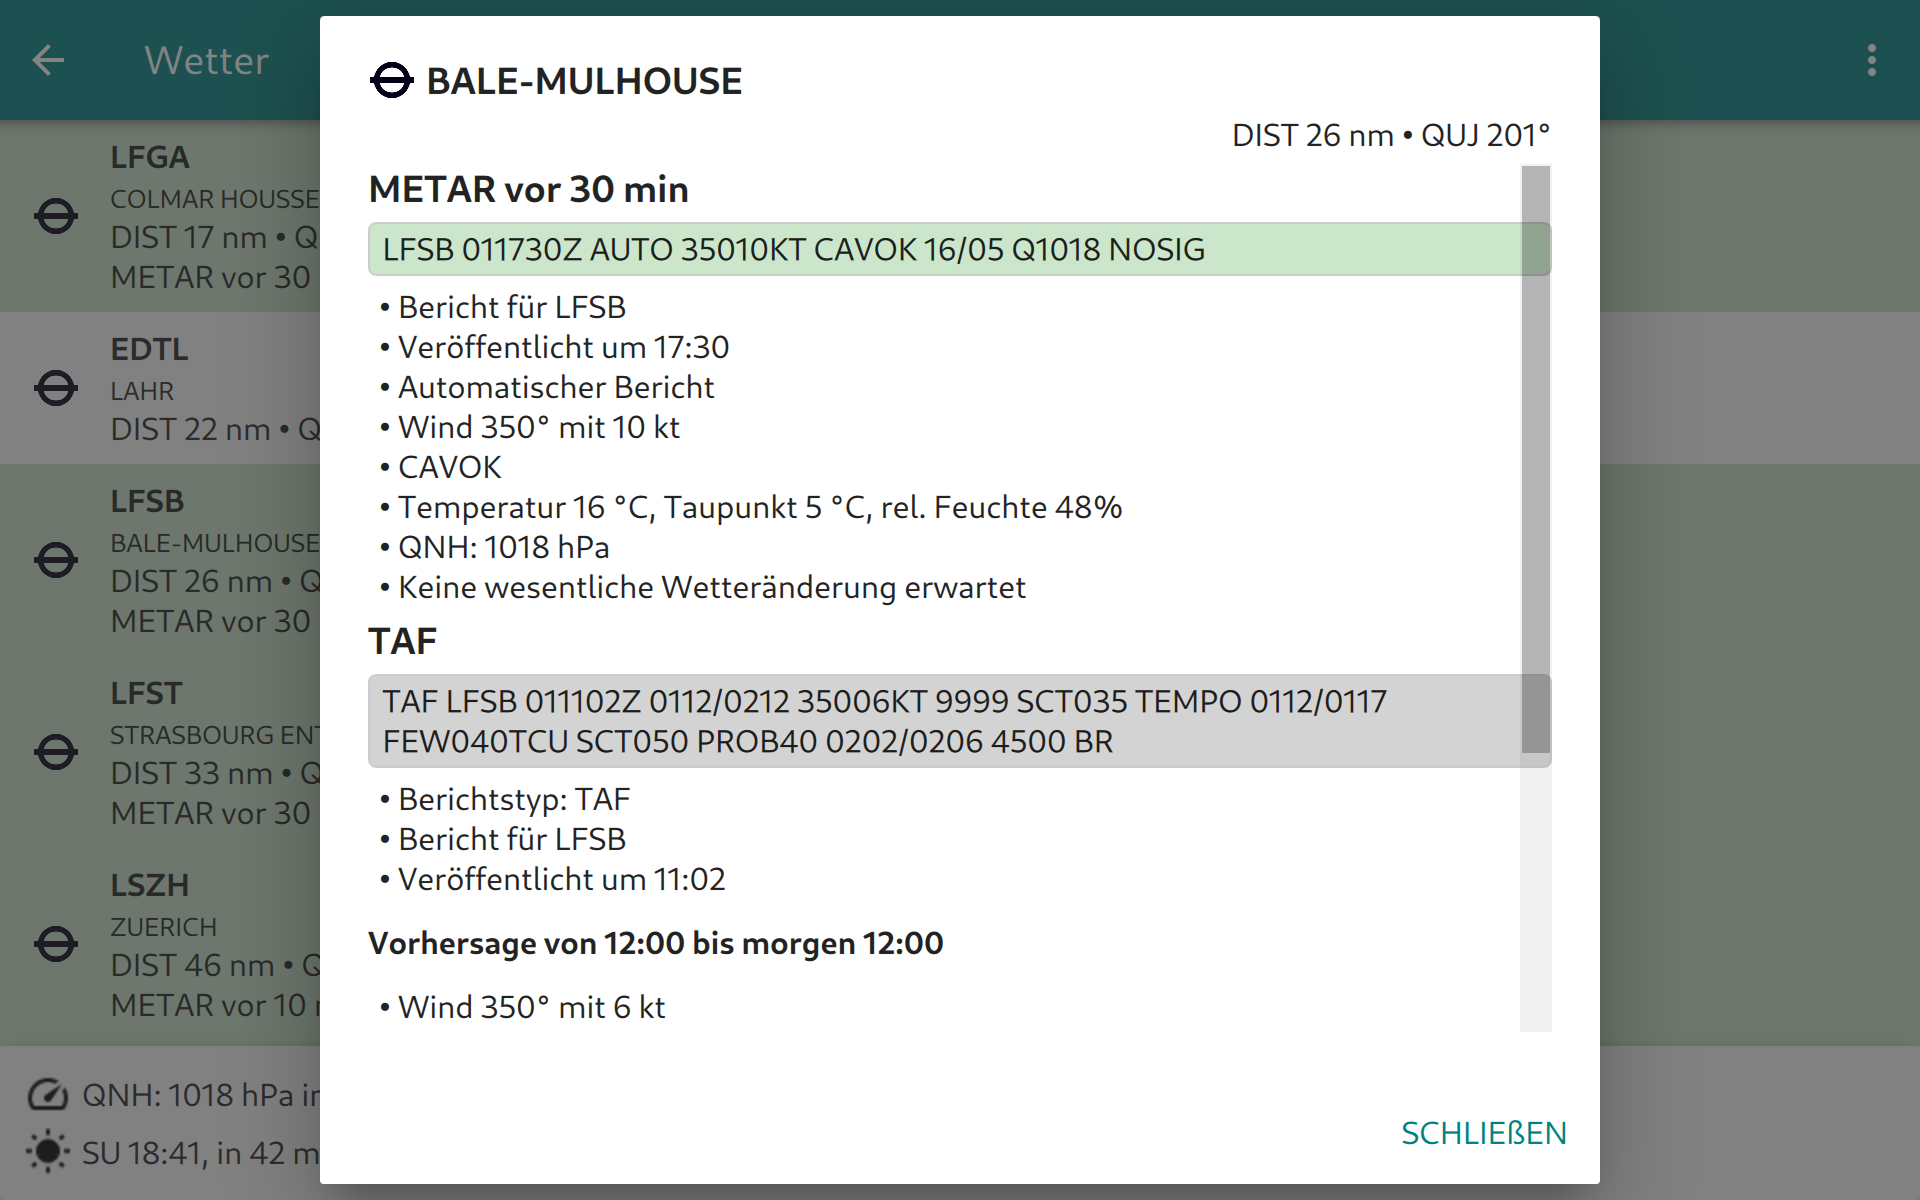 Wetter
LFGA
COLMAR HOUSSE
DIST 17 nm •
METAR vor 30
EDTL
LAHR
DIST 22 nm •
LFSB
BALE-MULHOUSE
DIST 26 nm •
METAR vor 30
LFST
STRASBOURG
DIST 33 nm •
METAR vor 30
LSZH
ZUERICH
DIST 46 nm •
METAR vor 10
QNH: 1018 hPa
SU 18:41, in 42
BALE-MULHOUSE
DIST 26 nm • QUJ 201°
METAR vor 30 min
LFSB 011730Z AUTO 35010KT CAVOK 16/05 Q1018 NOSIG
• Bericht für LFSB
• Veröffentlicht um 17:30
• Automatischer Bericht
• Wind 350° mit 10 kt
• CAVOK
• Temperatur 16 °C, Taupunkt 5 °C, rel. Feuchte 48%
• QNH: 1018 hPa
• Keine wesentliche Wetteränderung erwartet
TAF
TAF LFSB 011102Z 0112/0212 35006KT 9999 SCT035 TEMPO 0112/0117
FEW040TCU SCT050 PROB40 0202/0206 4500 BR
• Berichtstyp: TAF
• Bericht für LFSB
• Veröffentlicht um 11:02
Vorhersage von 12:00 bis morgen 12:00
• Wind 350° mit 6 kt
SCHLIEßEN